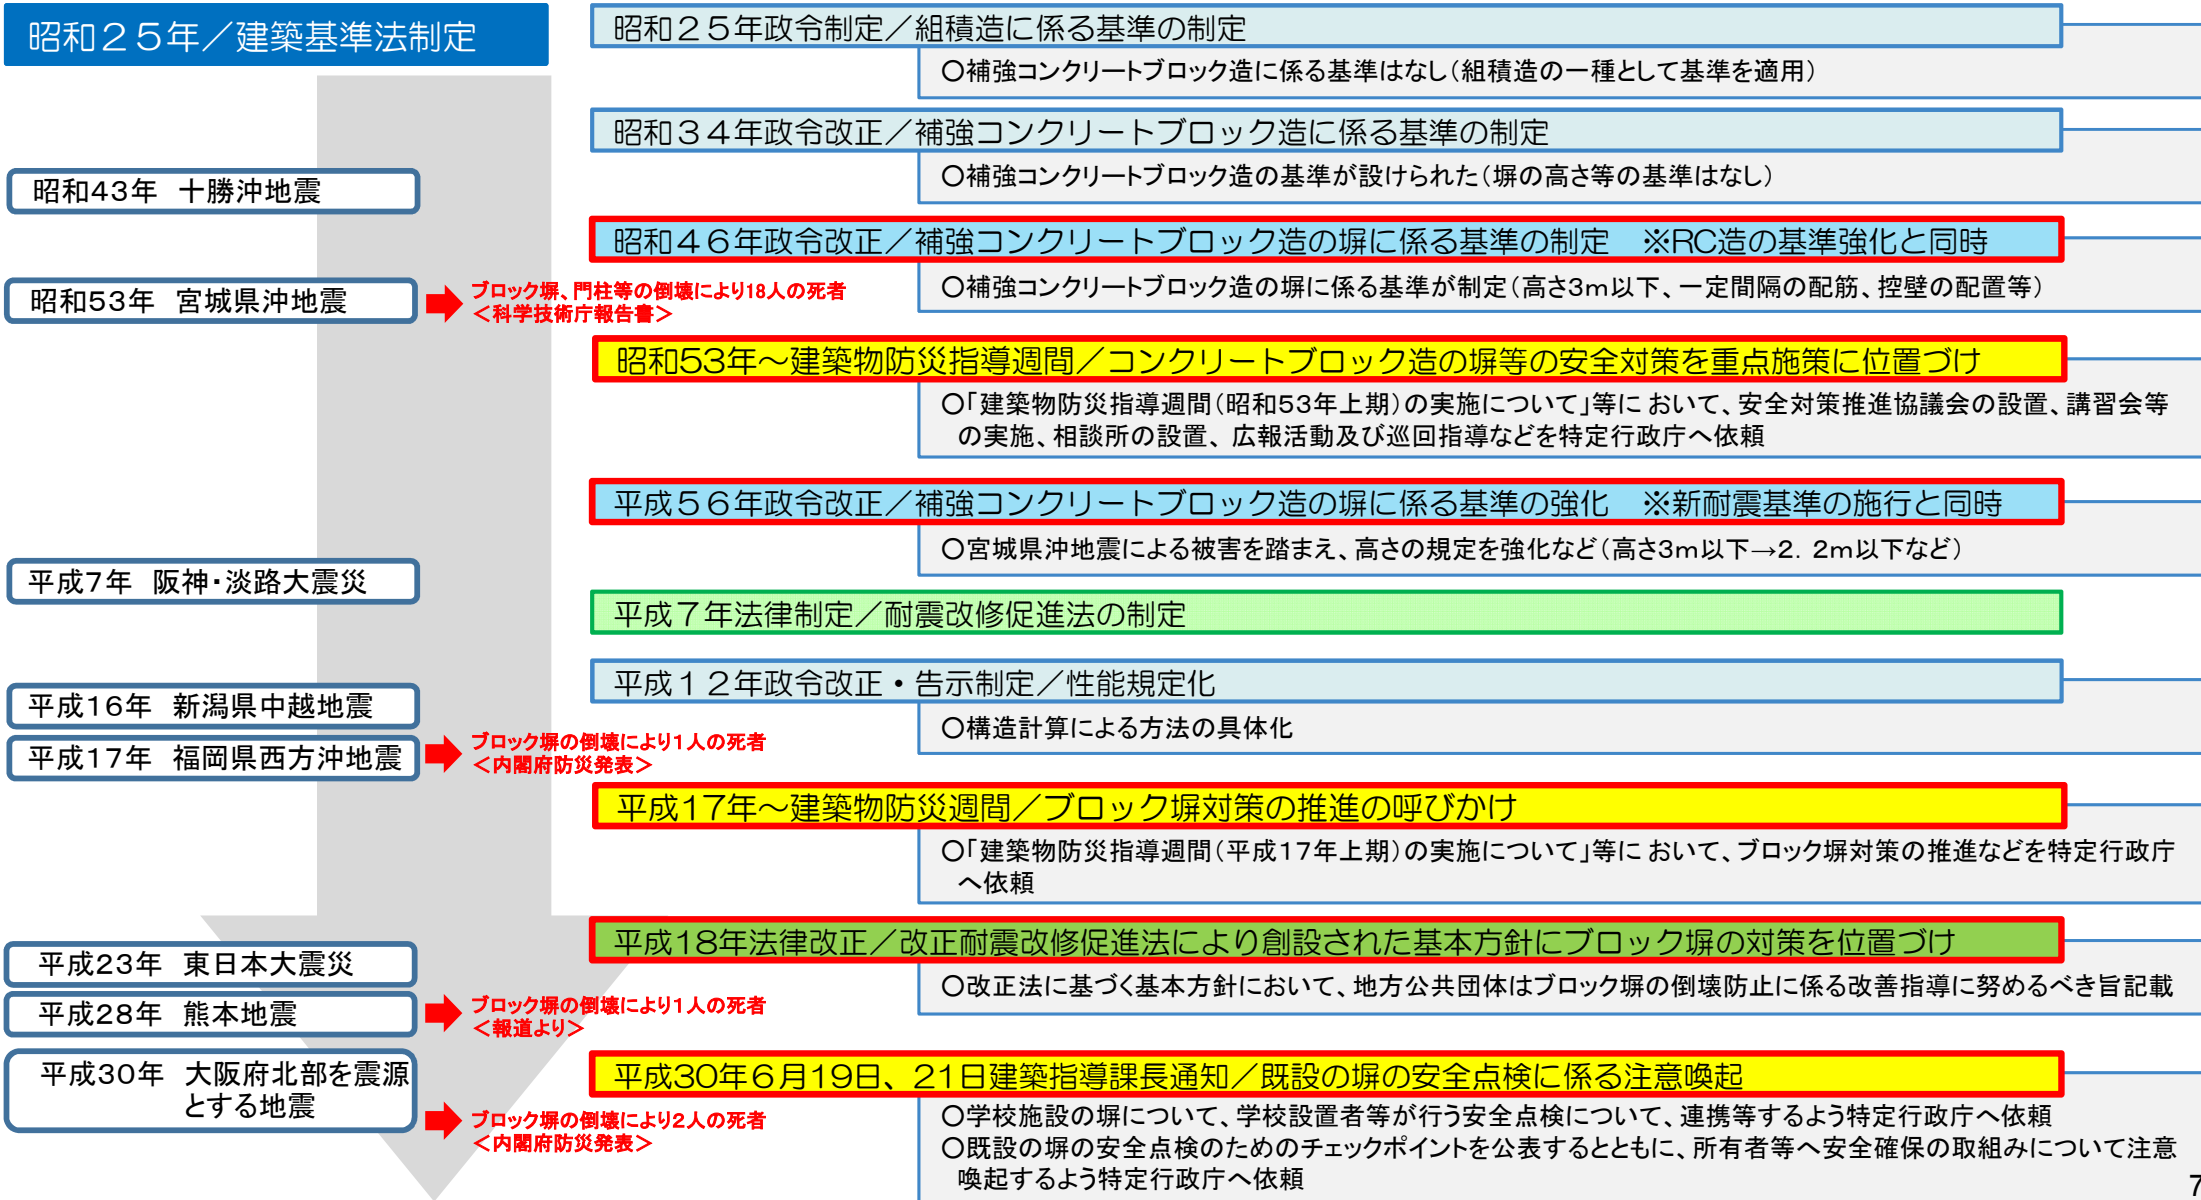 昭和２５年／建築基準法制定
昭和２５年政令制定／組積造に係る基準の制定
○補強コンクリートブロック造に係る基準はなし（組積造の一種として基準を適用）
昭和３４年政令改正／補強コンクリートブロック造に係る基準の制定
○補強コンクリートブロック造の基準が設けられた（塀の高さ等の基準はなし）
昭和43年　十勝沖地震
昭和４６年政令改正／補強コンクリートブロック造の塀に係る基準の制定　※RC造の基準強化と同時
○補強コンクリートブロック造の塀に係る基準が制定（高さ3ｍ以下、一定間隔の配筋、控壁の配置等）
昭和53年　宮城県沖地震
ブロック塀、門柱等の倒壊により18人の死者
＜科学技術庁報告書＞
昭和53年～建築物防災指導週間／コンクリートブロック造の塀等の安全対策を重点施策に位置づけ
○「建築物防災指導週間（昭和53年上期）の実施について」等において、安全対策推進協議会の設置、講習会等
の実施、相談所の設置、広報活動及び巡回指導などを特定行政庁へ依頼
平成５６年政令改正／補強コンクリートブロック造の塀に係る基準の強化　※新耐震基準の施行と同時
○宮城県沖地震による被害を踏まえ、高さの規定を強化など（高さ3ｍ以下→2．2ｍ以下など）
平成7年　阪神・淡路大震災
平成７年法律制定／耐震改修促進法の制定
平成１２年政令改正・告示制定／性能規定化
○構造計算による方法の具体化
平成16年　新潟県中越地震
平成17年　福岡県西方沖地震
ブロック塀の倒壊により1人の死者
＜内閣府防災発表＞
平成17年～建築物防災週間／ブロック塀対策の推進の呼びかけ
○「建築物防災指導週間（平成17年上期）の実施について」等において、ブロック塀対策の推進などを特定行政庁
へ依頼
平成18年法律改正／改正耐震改修促進法により創設された基本方針にブロック塀の対策を位置づけ
○改正法に基づく基本方針において、地方公共団体はブロック塀の倒壊防止に係る改善指導に努めるべき旨記載
平成23年　東日本大震災
平成28年　熊本地震
ブロック塀の倒壊により1人の死者
＜報道より＞
平成30年　大阪府北部を震源
とする地震
ブロック塀の倒壊により2人の死者
＜内閣府防災発表＞
平成30年６月19日、21日建築指導課長通知／既設の塀の安全点検に係る注意喚起
○学校施設の塀について、学校設置者等が行う安全点検について、連携等するよう特定行政庁へ依頼
○既設の塀の安全点検のためのチェックポイントを公表するとともに、所有者等へ安全確保の取組みについて注意
喚起するよう特定行政庁へ依頼
7